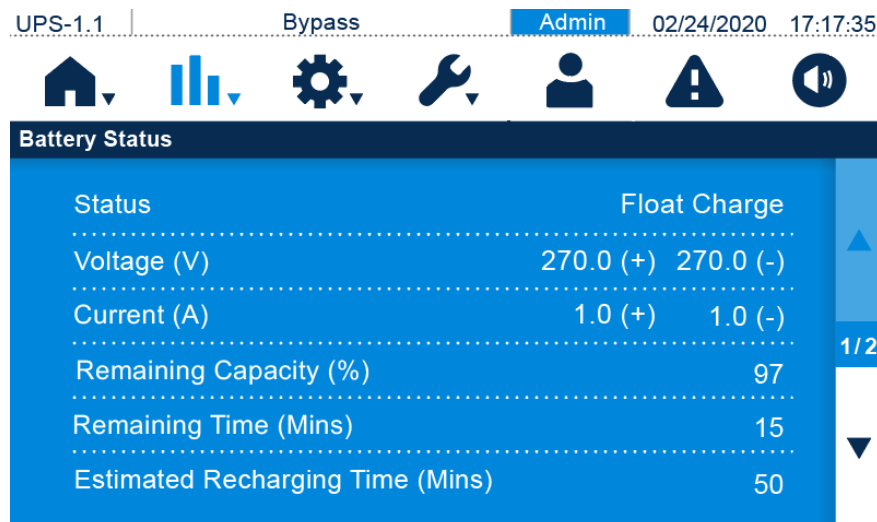 UPS-1.1 Bypass Admin 02/24/2020 17:17:35
Battery Status
Status Float Charge
Voltage (V) 270.0 (+) 270.0 (-)
Current (A) 1.0 (+) 1.0 (-)
1/2
Remaining Capacity (%) 97
Remaining Time (Mins) 15
Estimated Recharging Time (Mins) 50